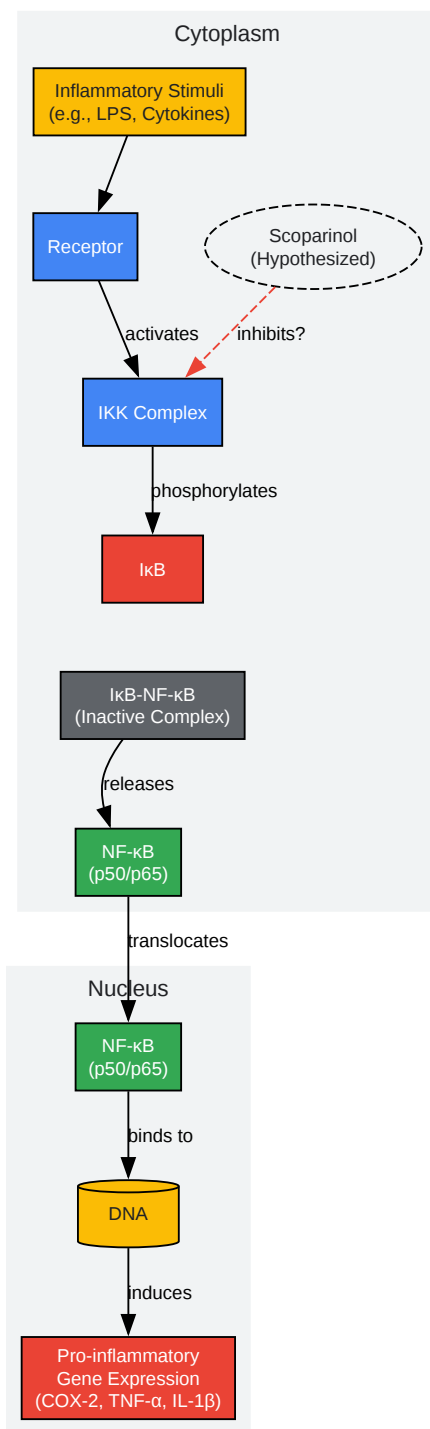 Cytoplasm
Inflammatory Stimuli
(e.g., LPS, Cytokines)
Receptor
Scoparinol
(Hypothesized)
activates
inhibits?
IKK Complex
phosphorylates
IκB
IκB-NF-κB
(Inactive Complex)
releases
NF-κB
(p50/p65)
translocates
Nucleus
NF-κB
(p50/p65)
binds to
DNA
induces
Pro-inflammatory
Gene Expression
(COX-2, TNF-α, IL-1β)